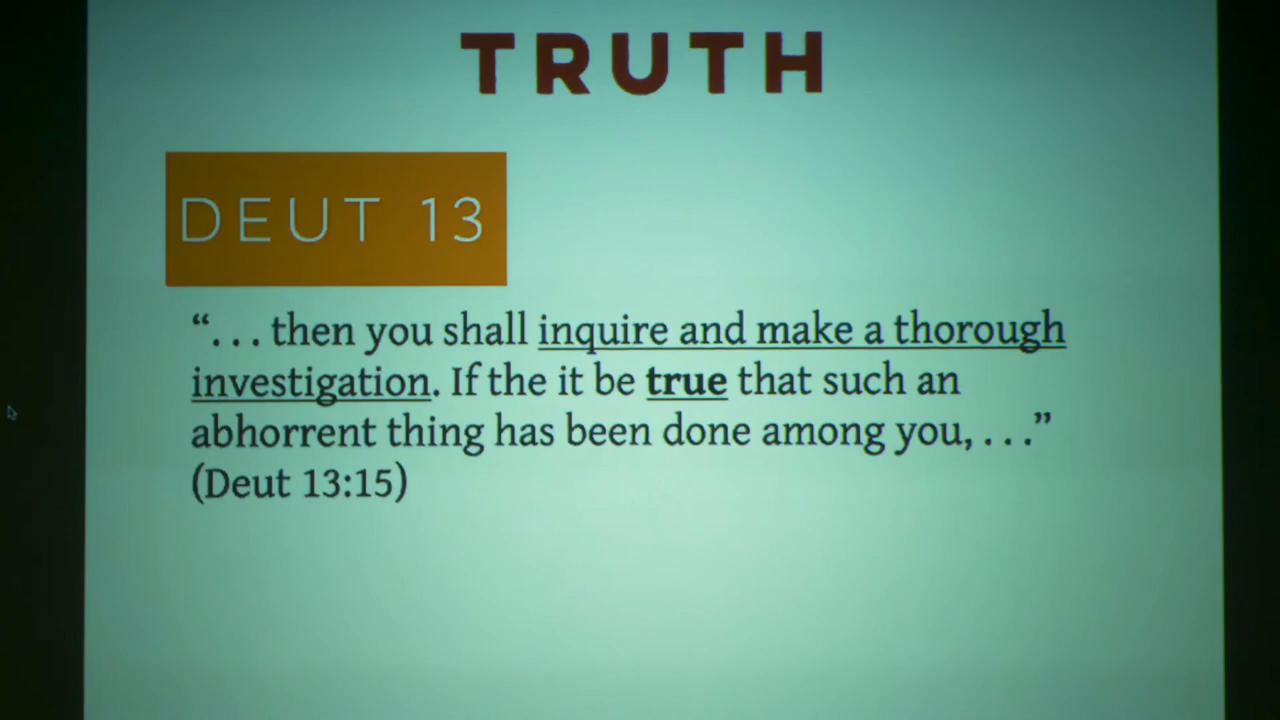 TRUTH
DEUT 13
“. . . then you shall inquire and make a thorough
investigation. If the it be true that such an
abhorrent thing has been done among you, . . .”
(Deut 13:15)